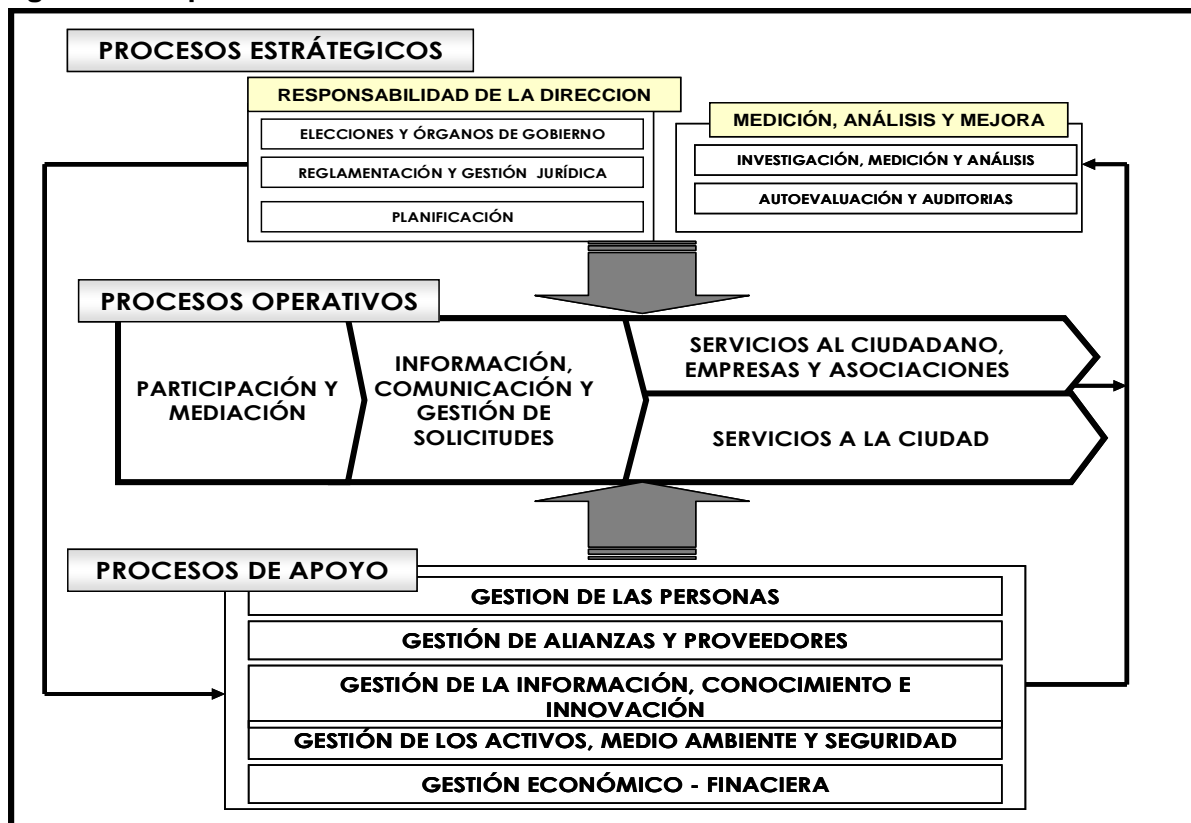 PROCESOS ESTRÁTEGICOS
RESPONSABILIDAD DE LA DIRECCION
ELECCIONES Y ÓRGANOS DE GOBIERNO
REGLAMENTACIÓN Y GESTIÓN JURÍDICA
PLANIFICACIÓN
MEDICIÓN, ANÁLISIS Y MEJORA
INVESTIGACIÓN, MEDICIÓN Y ANÁLISIS
AUTOEVALUACIÓN Y AUDITORIAS
PROCESOS OPERATIVOS
PARTICIPACIÓN Y
MEDIACIÓN
INFORMACIÓN,
COMUNICACIÓN Y
GESTIÓN DE
SOLICITUDES
SERVICIOS AL CIUDADANO,
EMPRESAS Y ASOCIACIONES
SERVICIOS A LA CIUDAD
PROCESOS DE APOYO
GESTION DE LAS PERSONAS
GESTIÓN DE ALIANZAS Y PROVEEDORES
GESTIÓN DE LA INFORMACIÓN, CONOCIMIENTO E
INNOVACIÓN
GESTIÓN DE LOS ACTIVOS, MEDIO AMBIENTE Y SEGURIDAD
GESTIÓN ECONÓMICO - FINACIERA